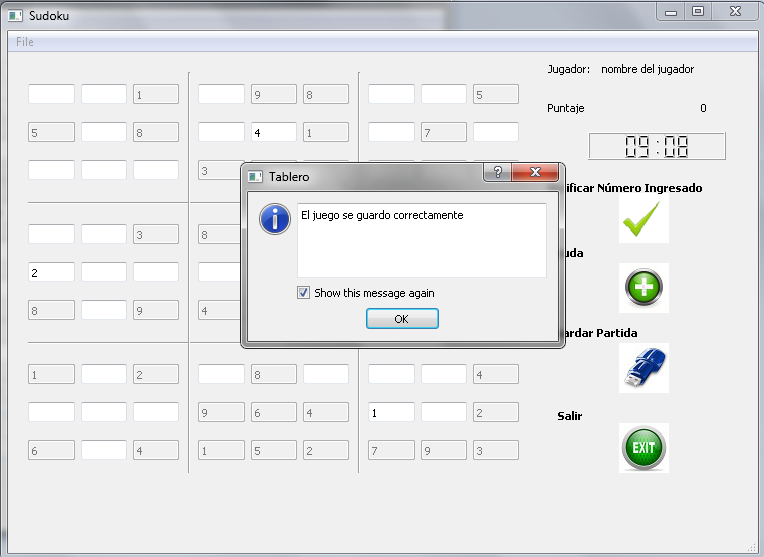 Sudoku
File
Jugador: nombre del jugador
1 9 8 5
Puntaje 0
5 8 4 1 7
09:08
3
Tablero
ificar Número Ingresado
El juego se guardo correctamente
3 8
uda
2
Show this message again
8 9 4
OK
ardar Partida
1 2 8 4
9 6 4 1 2
Salir
6 4 1 5 2 7 9 3
EXIT